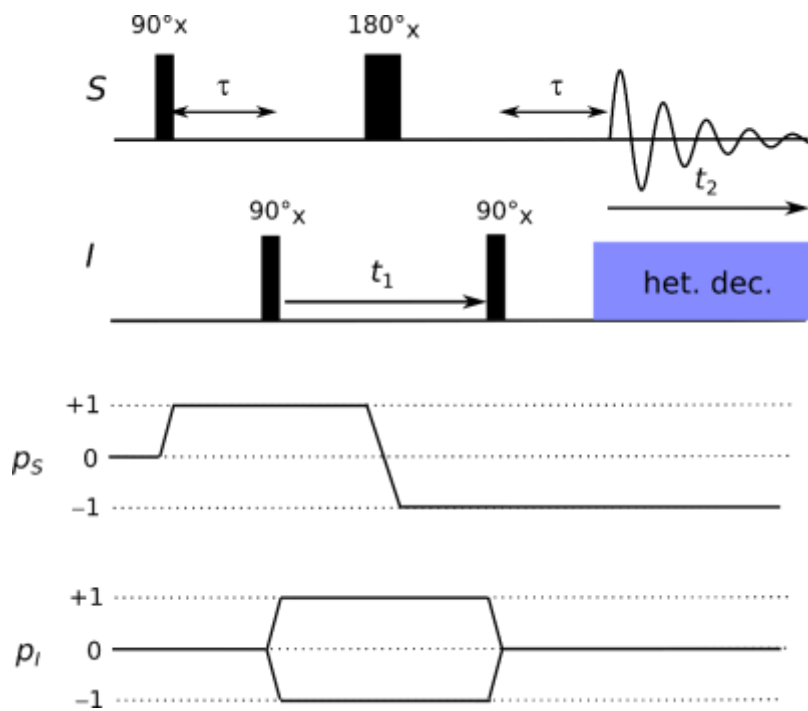 90°x 180°x
S τ τ
t2
90°x 90°x
I t1 het. dec.
+1
pS 0
−1
+1
pI 0
−1